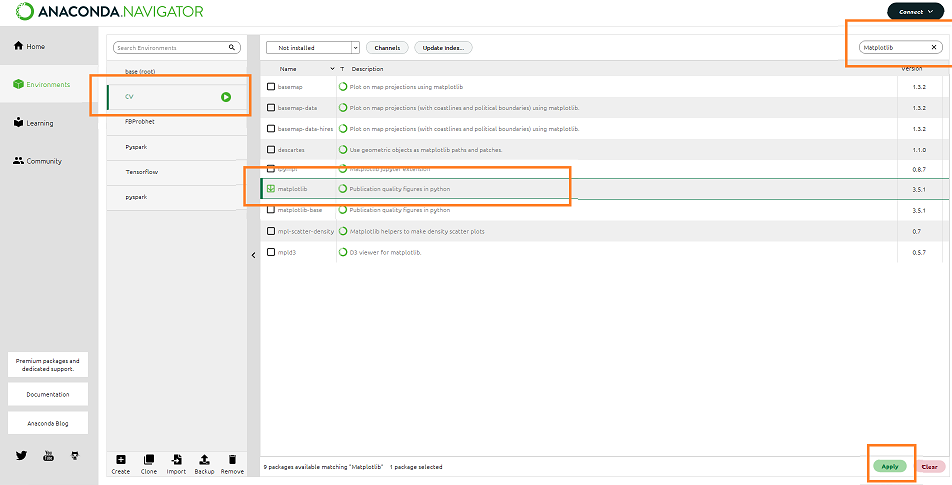 ANACONDA.NAVIGATOR
Connect
Home
Environments
Learning
Community
Premium packages and
dedicated support.
Documentation
Anaconda Blog
Search Environments
base (root)
CV
FBProbhet
Pyspark
Tensorflow
pyspark
Create Clone Import Backup Remove
Not installed Channels Update index... Matplotlib
Name T Description Version
basemap Plot on map projections using matplotlib 1.3.2
basemap-data Plot on map projections (with coastlines and political boundaries) using matplotlib. 1.3.2
basemap-data-hires Plot on map projections (with coastlines and political boundaries) using matplotlib. 1.3.2
descartes Use geometric objects as matplotlib paths and patches. 1.1.0
ipympl Matplotlib jupyter extension 0.8.7
matplotlib Publication quality figures in python 3.5.1
matplotlib-base Publication quality figures in python 3.5.1
mpl-scatter-density Matplotlib helpers to make density scatter plots 0.7
mpld3 D3 viewer for matplotlib. 0.5.7
9 packages available matching "Matplotlib" 1 package selected
Apply Clear